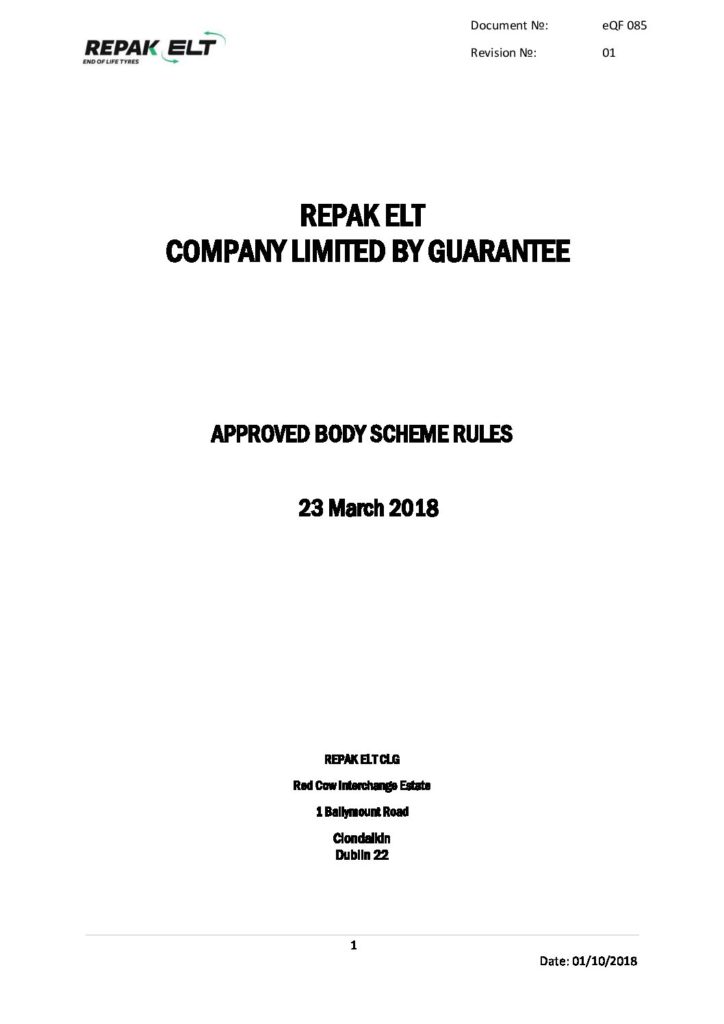 Document №: eQF 085
REPAK ELT
END OF LIFE TYRES
Revision №: 01
REPAK ELT
COMPANY LIMITED BY GUARANTEE
APPROVED BODY SCHEME RULES
23 March 2018
REPAK ELT CLG
Red Cow Interchange Estate
1 Ballymount Road
Clondalkin
Dublin 22
1
Date: 01/10/2018